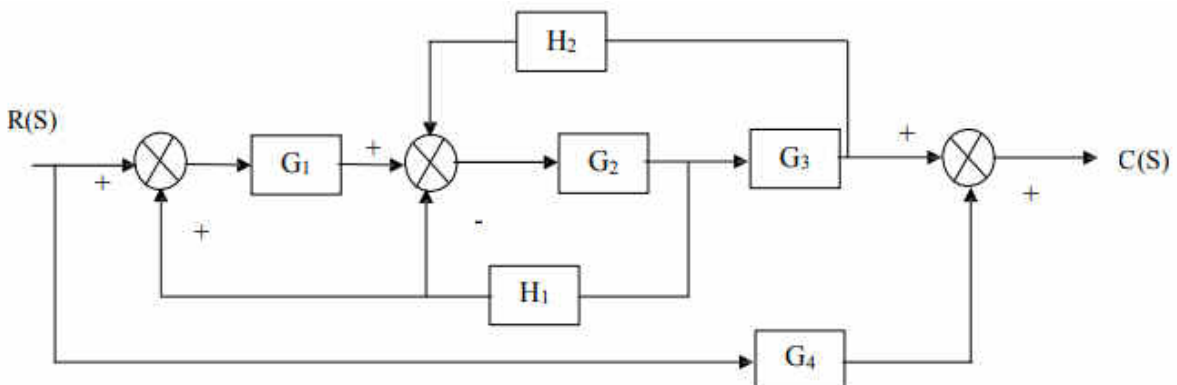 H₂
R(S)
+
G₁
+
G₂
G₃
+
C(S)
+
+
-
+
H₁
G₄